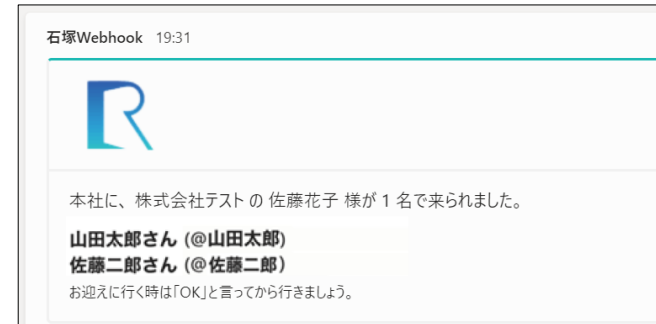 石塚Webhook 19:31
R
本社に、株式会社テスト の 佐藤花子 様が 1 名で来られました。
山田太郎さん (@山田太郎)
佐藤二郎さん (@佐藤二郎）
お迎えに行く時は「OK」と言ってから行きましょう。